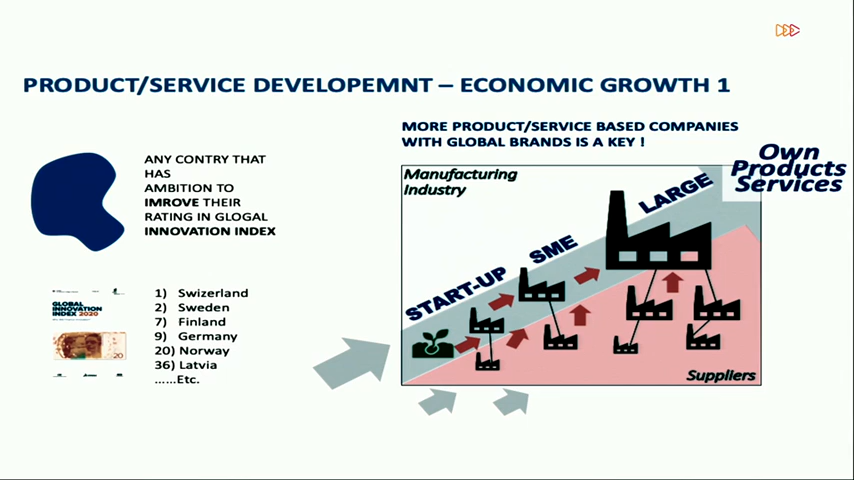 PRODUCT/SERVICE DEVELOPEMNT – ECONOMIC GROWTH 1
MORE PRODUCT/SERVICE BASED COMPANIES
WITH GLOBAL BRANDS IS A KEY !
ANY CONTRY THAT
HAS
AMBITION TO
IMROVE THEIR
RATING IN GLOGAL
INNOVATION INDEX
GLOBAL
INNOVATION
INDEX 2020
20
1) Swizerland
2) Sweden
7) Finland
9) Germany
20) Norway
36) Latvia
......Etc.
Manufacturing
Industry
START-UP
SME
LARGE
Own
Products
Services
Suppliers